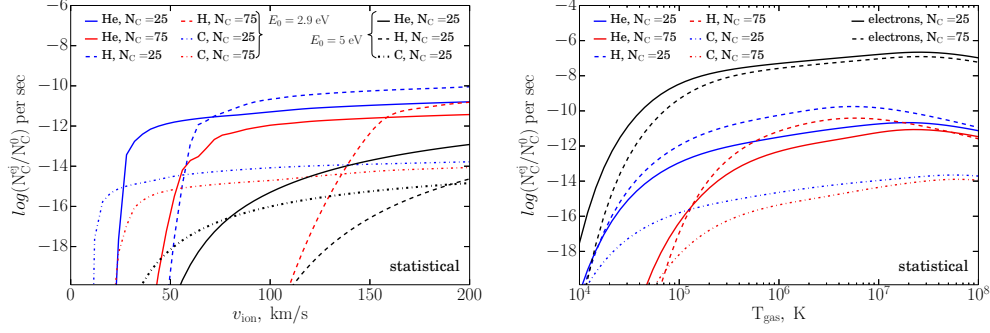 He, N_C =25 H, N_C =75 E_0 = 2.9 eV He, N_C =25
He, N_C =75 C, N_C =25 E_0 = 5 eV H, N_C =25
H, N_C =25 C, N_C =75 C, N_C =25
−6
−8
−10
−12
−14
−16
−18
log(N_C^ej/N_C^0) per sec
statistical
0 50 100 150 200
v_ion, km/s
He, N_C =25 H, N_C =75 electrons, N_C =25
He, N_C =75 C, N_C =25 electrons, N_C =75
H, N_C =25 C, N_C =75
−4
−6
−8
−10
−12
−14
−16
−18
log(N_C^ej/N_C^0) per sec
statistical
10^4 10^5 10^6 10^7 10^8
T_gas, K